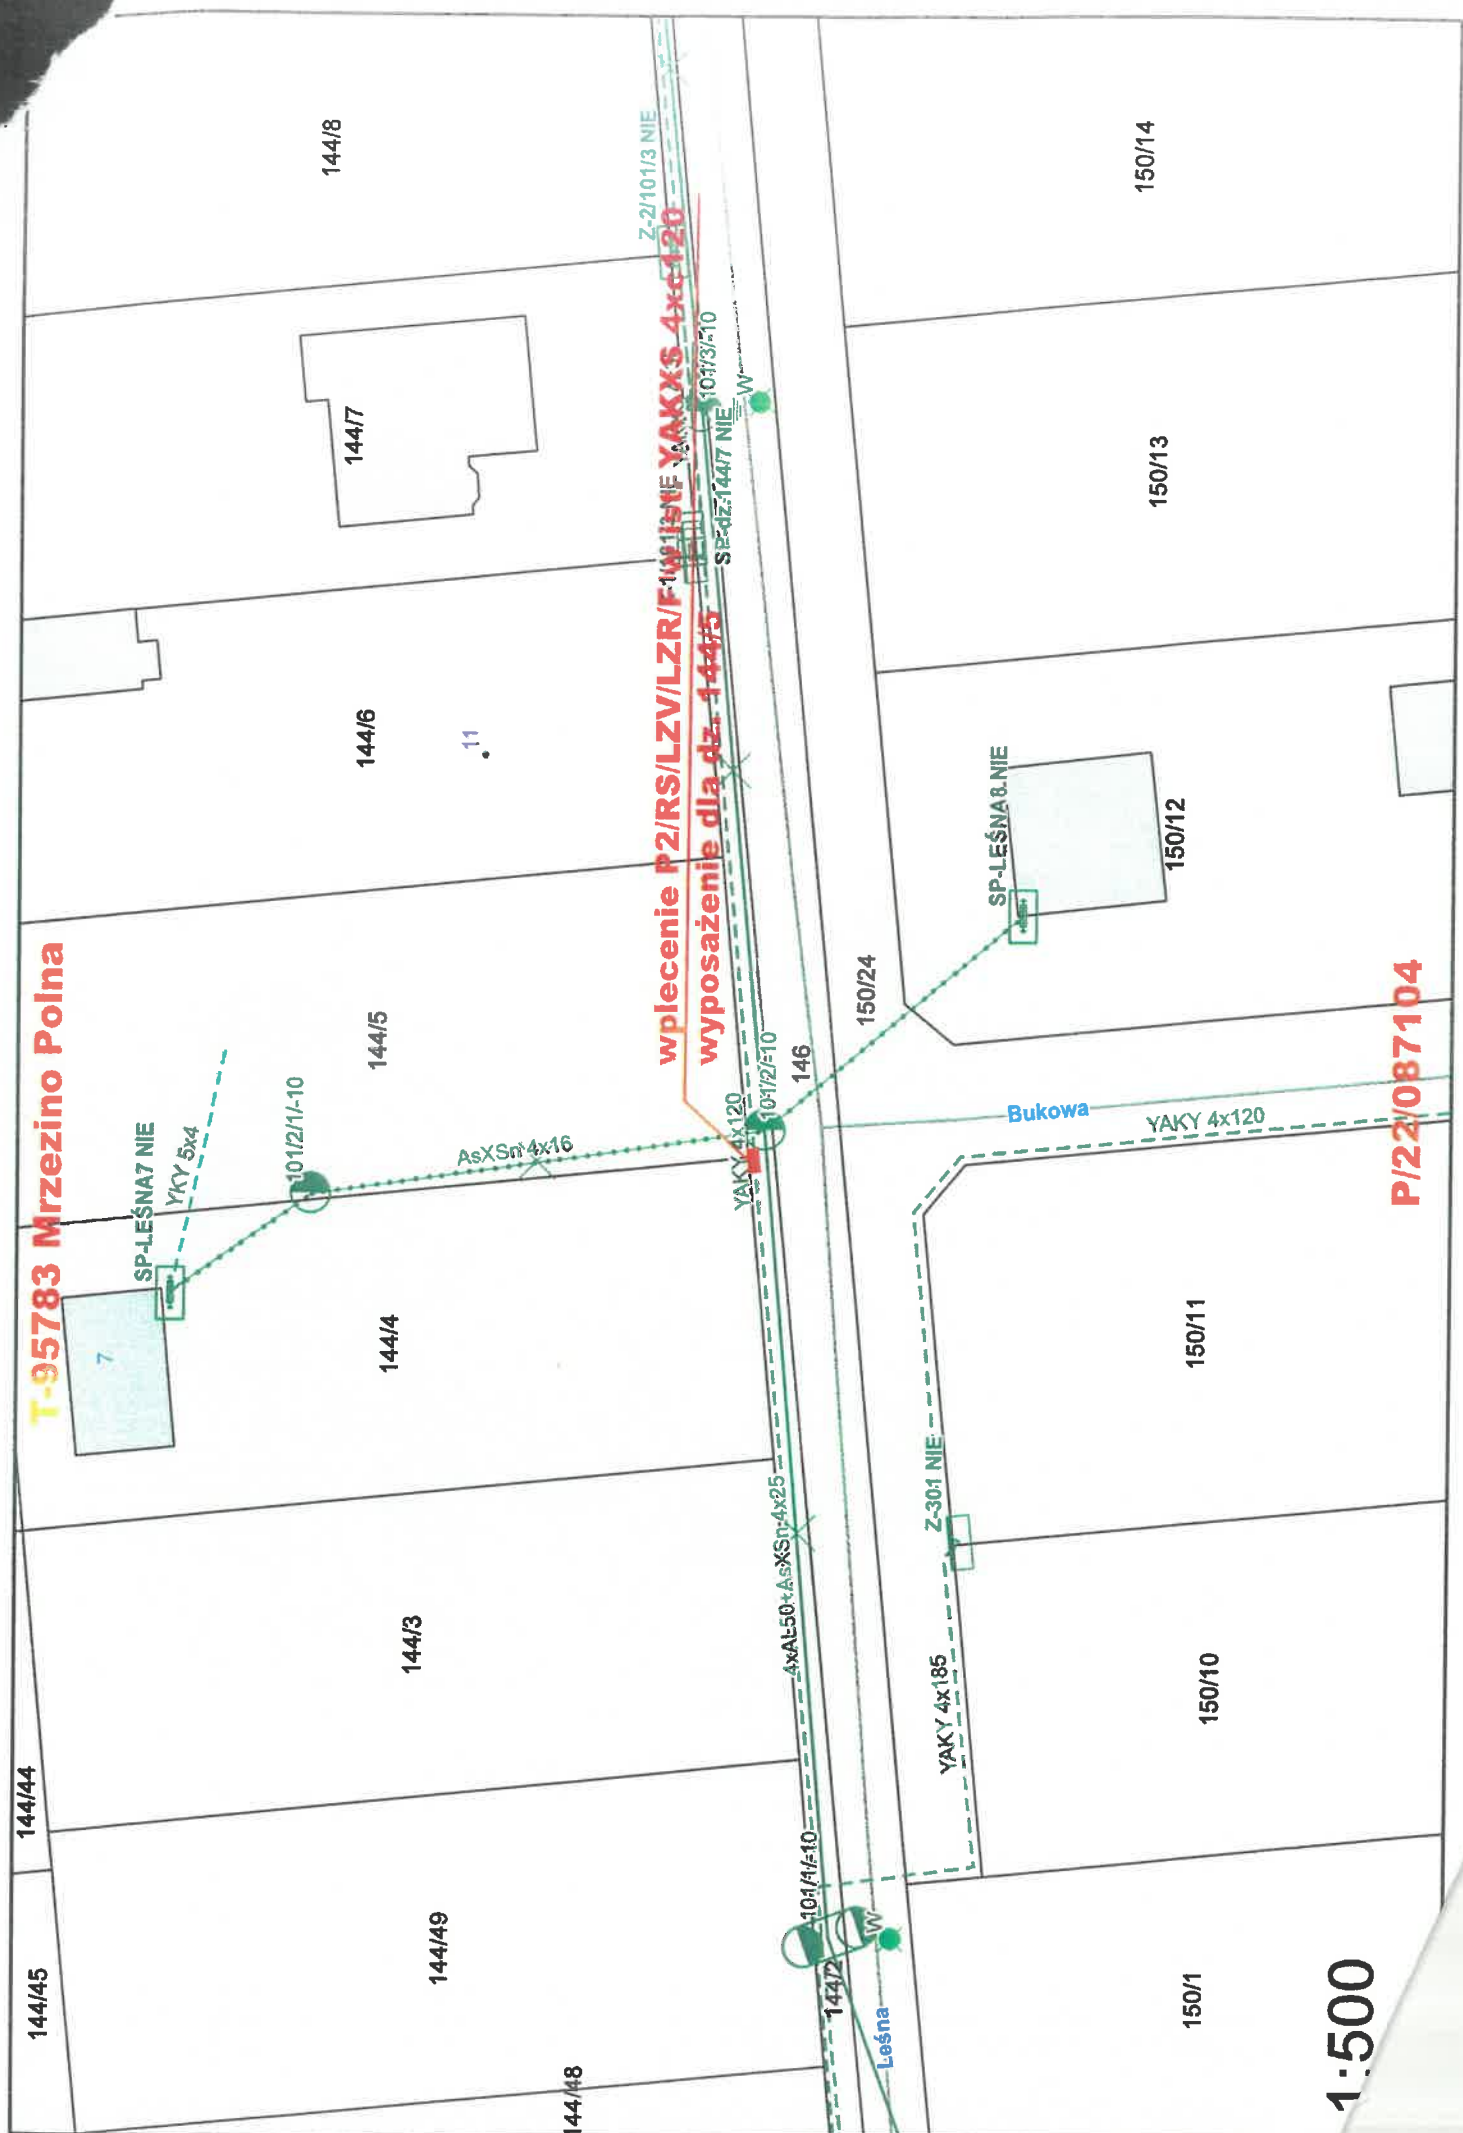 T-95783 Mrzezino Polna
144/45
144/44
144/48
144/49
144/3
144/4
144/5
144/6
144/7
144/8
7
SP-LEŚNA7 NIE
YKY 5x4
101/2/1/-10
AsXSn 4x16
11
wplecenie P2/RS/LZV/LZR/F w ist. YAKXS 4xc120
wyposażenie dla dz. 144/5
Z-2/101/3 NIE
101/3/-10
SP-dz.144/7 NIE
W
YAKY 4x120
101/2/-10
146
150/24
4xAL50+AsXSn 4x25
101/1/-10
W
144/2
Leśna
Bukowa
YAKY 4x120
SP-LEŚNA8 NIE
Z-301 NIE
YAKY 4x185
150/1
150/10
150/11
150/12
150/13
150/14
P/22/087104
1:500